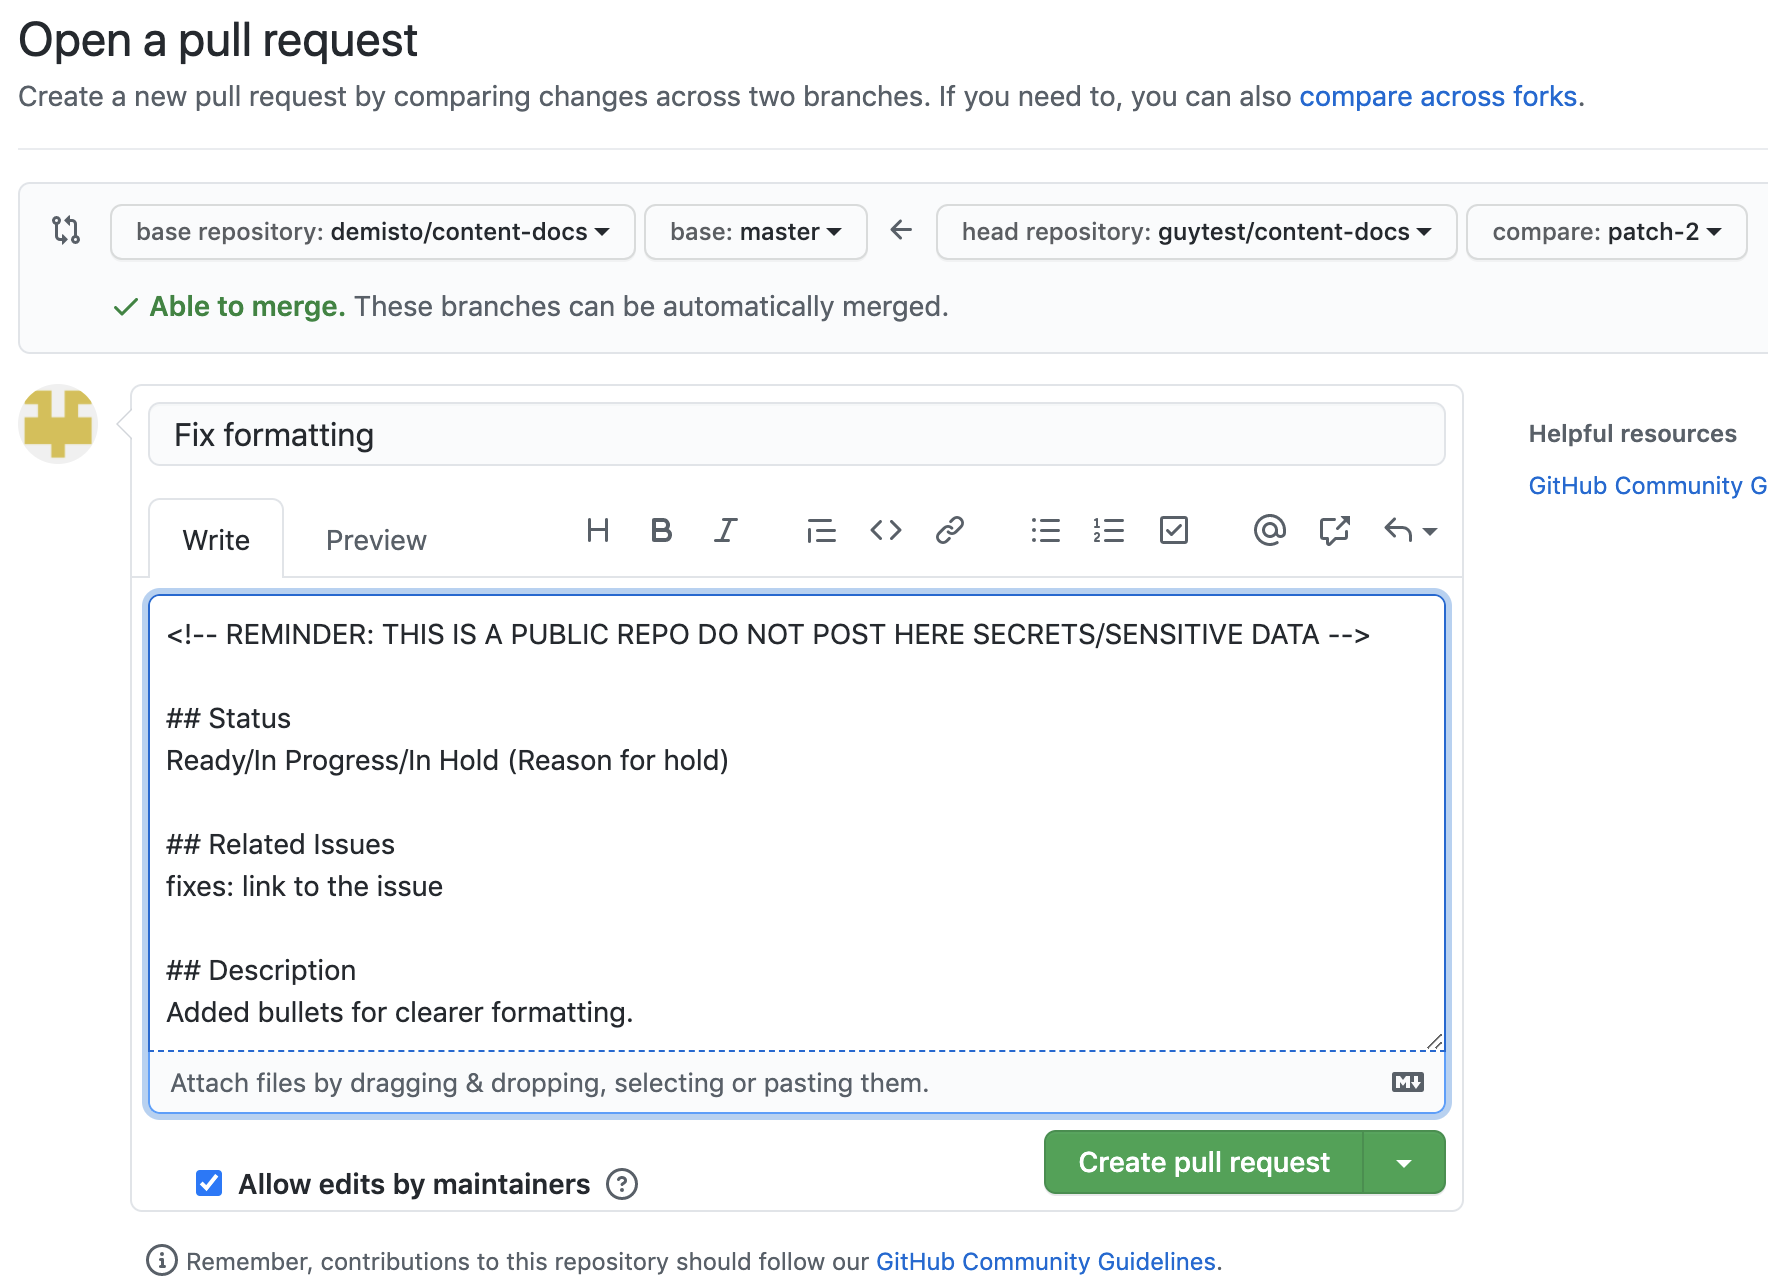 Open a pull request
Create a new pull request by comparing changes across two branches. If you need to, you can also compare across forks.
base repository: demisto/content-docs base: master head repository: guytest/content-docs compare: patch-2
Able to merge. These branches can be automatically merged.
Fix formatting
Helpful resources
GitHub Community G
Write Preview
<!-- REMINDER: THIS IS A PUBLIC REPO DO NOT POST HERE SECRETS/SENSITIVE DATA -->
## Status
Ready/In Progress/In Hold (Reason for hold)
## Related Issues
fixes: link to the issue
## Description
Added bullets for clearer formatting.
Attach files by dragging & dropping, selecting or pasting them.
Create pull request
Allow edits by maintainers
Remember, contributions to this repository should follow our GitHub Community Guidelines.